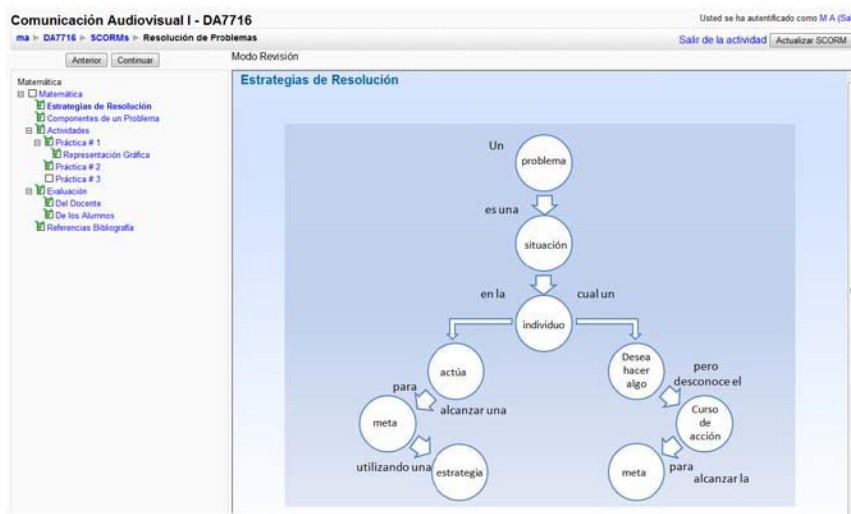 Comunicación Audiovisual I - DA7716
Usted se ha autentificado como M A (Sal
ma ► DA7716 ► SCORMs ► Resolución de Problemas
Salir de la actividad Actualizar SCORM
Anterior Continuar
Modo Revisión
Matemática
Matemática
Estrategias de Resolución
Componentes de un Problema
Actividades
Práctica # 1
Representación Gráfica
Práctica # 2
Práctica # 3
Evaluación
Del Docente
De los Alumnos
Referencias Bibliografía
Estrategias de Resolución
Un
problema
es una
situación
en la
cual un
individuo
actúa
para
alcanzar una
meta
utilizando una
estrategia
Desea
hacer
algo
pero
desconoce el
Curso
de
acción
para
alcanzar la
meta